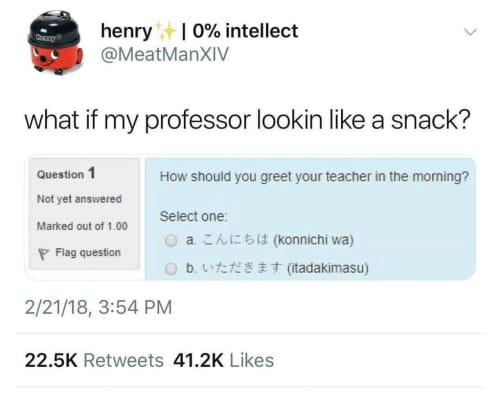 henry✨ | 0% intellect
@MeatManXIV
what if my professor lookin like a snack?
Question 1
Not yet answered
Marked out of 1.00
Flag question
How should you greet your teacher in the morning?
Select one:
a. こんにちは (konnichi wa)
b. いただきます (itadakimasu)
2/21/18, 3:54 PM
22.5K Retweets 41.2K Likes